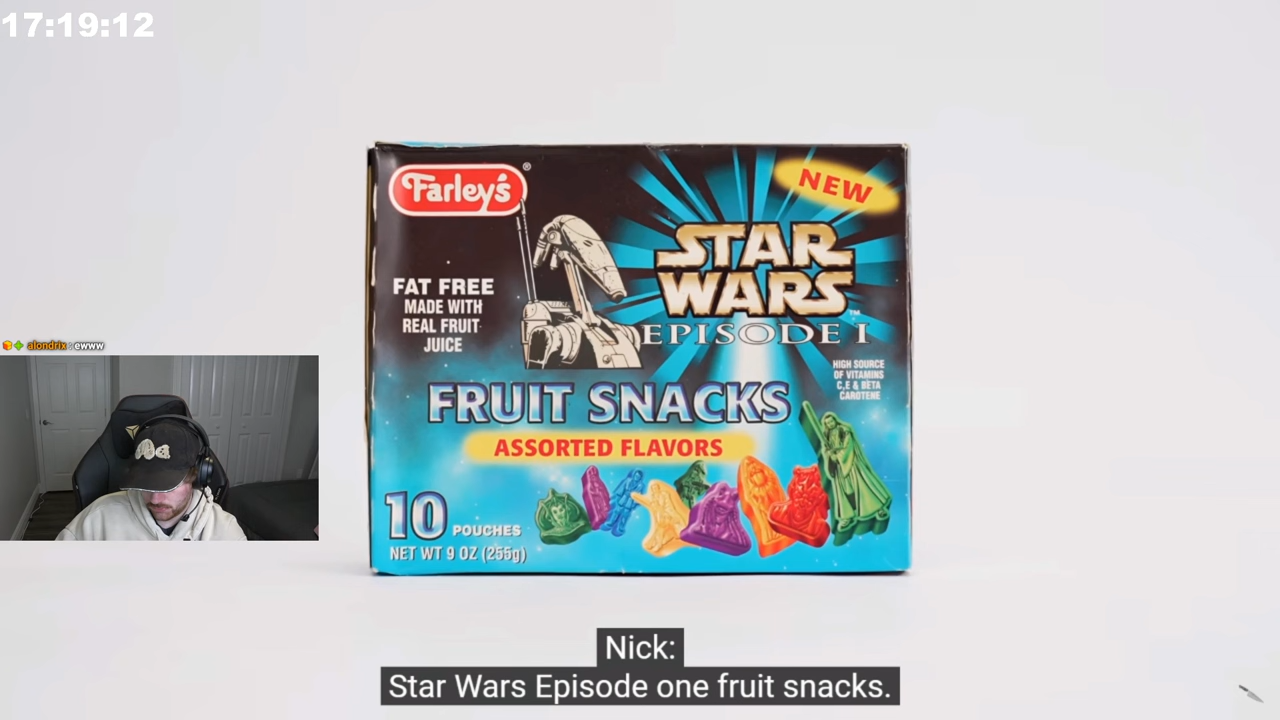 17:19:12
Farley's®
NEW
STAR
WARS™
EPISODE I
FAT FREE
MADE WITH
REAL FRUIT
JUICE
HIGH SOURCE
OF VITAMINS
C,E & BETA
CAROTENE
FRUIT SNACKS
ASSORTED FLAVORS
10 POUCHES
NET WT 9 OZ (255g)
alondrix: ewww
Nick:
Star Wars Episode one fruit snacks.